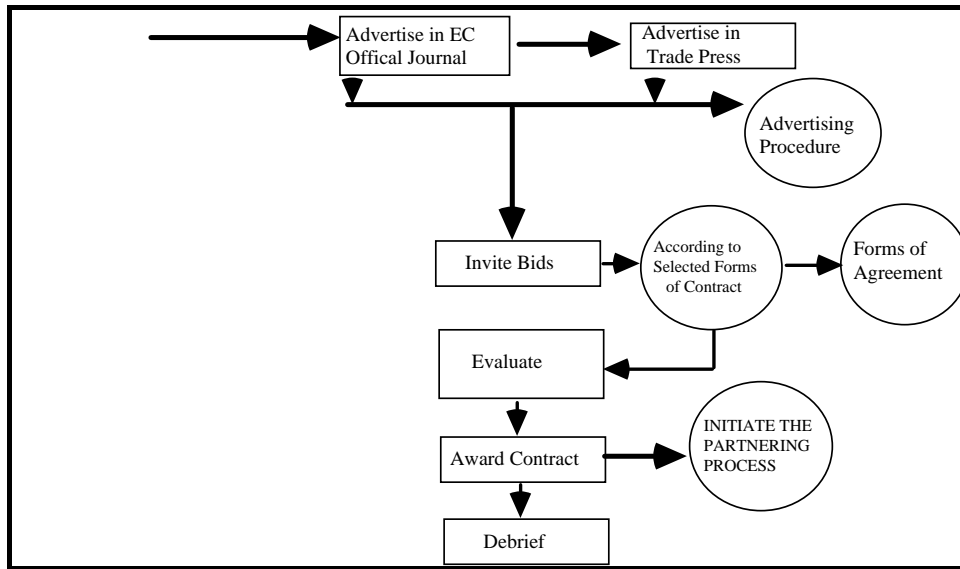 Advertise in EC
Offical Journal
Advertise in
Trade Press
Advertising
Procedure
Invite Bids
According to
Selected Forms
of Contract
Forms of
Agreement
Evaluate
Award Contract
INITIATE THE
PARTNERING
PROCESS
Debrief